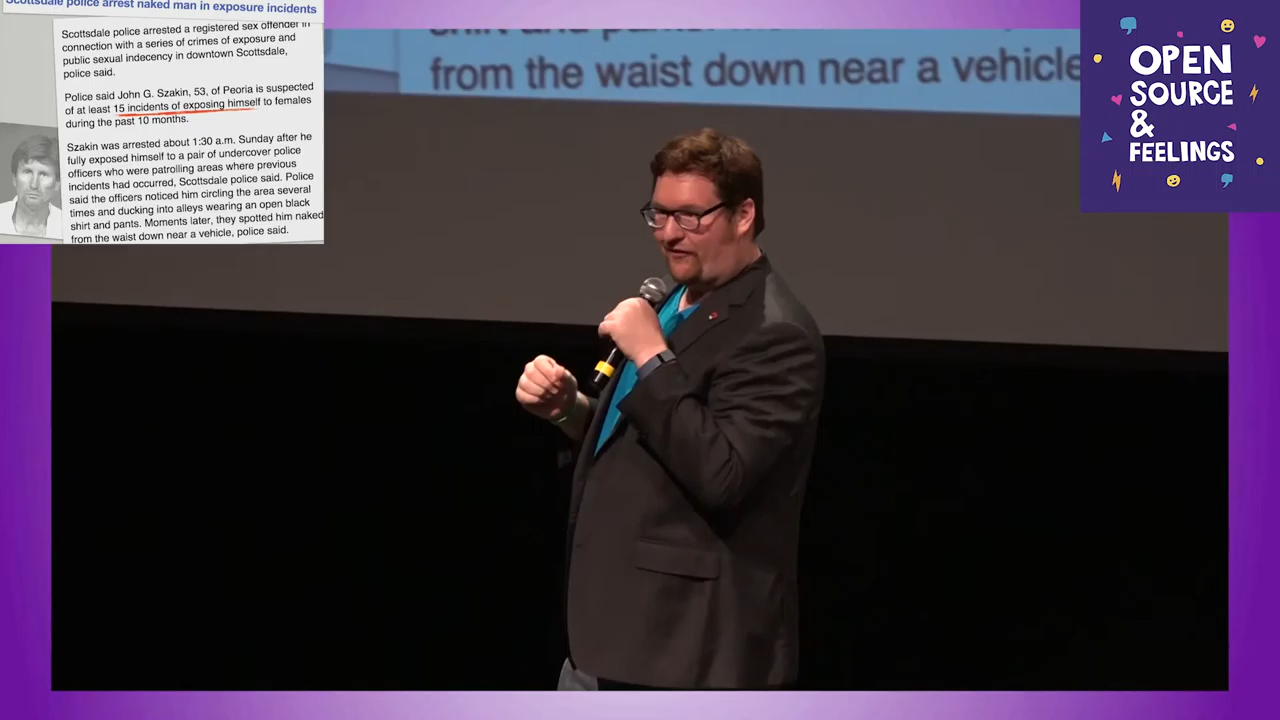 Scottsdale police arrest naked man in exposure incidents
Scottsdale police arrested a registered sex offender in
connection with a series of crimes of exposure and
public sexual indecency in downtown Scottsdale,
police said.
Police said John G. Szakin, 53, of Peoria is suspected
of at least 15 incidents of exposing himself to females
during the past 10 months.
Szakin was arrested about 1:30 a.m. Sunday after he
fully exposed himself to a pair of undercover police
officers who were patrolling areas where previous
incidents had occurred, Scottsdale police said. Police
said the officers noticed him circling the area several
times and ducking into alleys wearing an open black
shirt and pants. Moments later, they spotted him naked
from the waist down near a vehicle, police said.
from the waist down near a vehicle
OPEN
SOURCE
&
FEELINGS